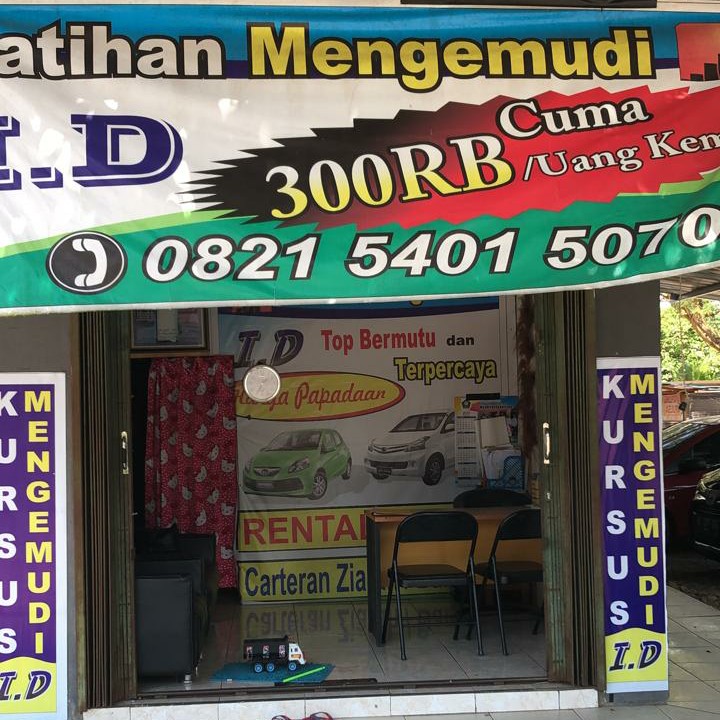 atihan Mengemudi
I.D
Cuma
300RB /Uang Kem
0821 5401 5070
I.D Top Bermutu dan
Terpercaya
Papadaan
RENTAL
Carteran Zia
KURSUS
MENGEMUDI
I.D
KURSUS
MENGEMUDI
I.D